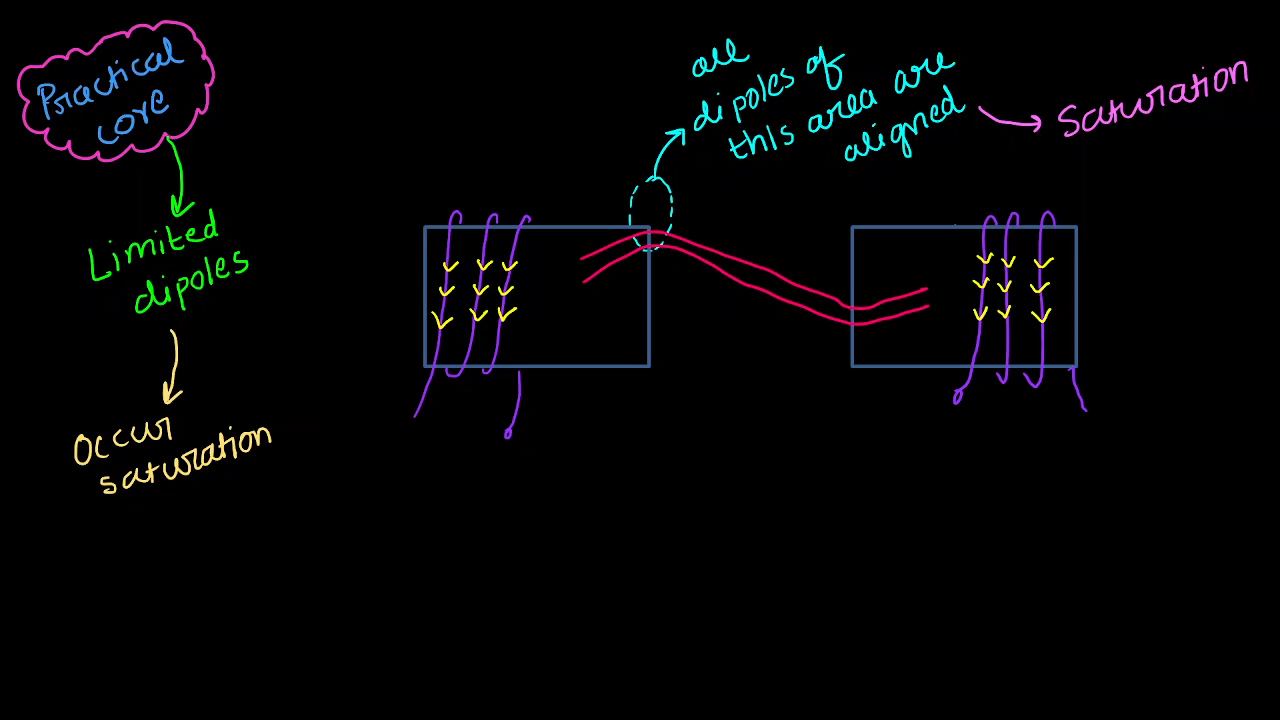 Practical
core
Limited
dipoles
Occur
saturation
all
dipoles of
this area are
aligned
Saturation